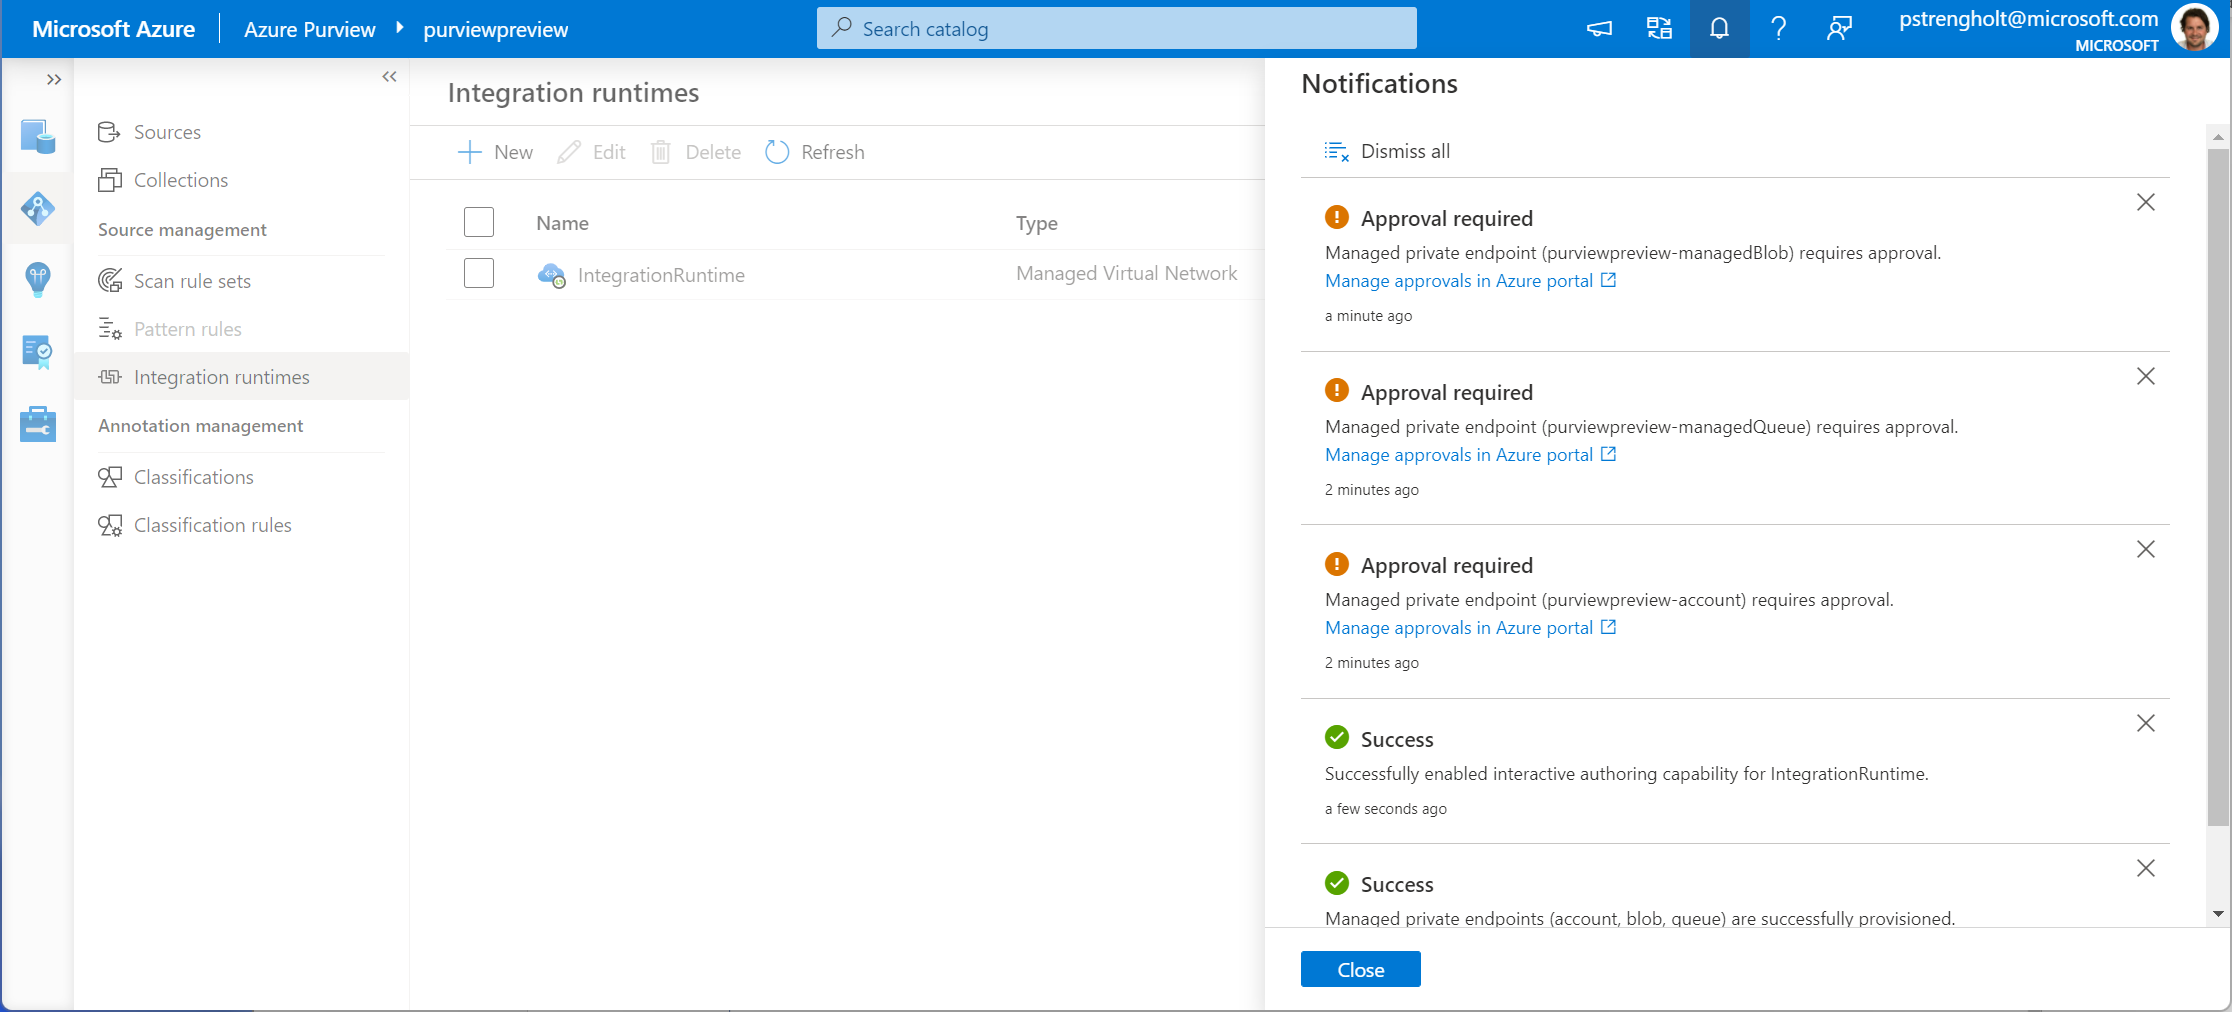 Microsoft Azure
Azure Purview
purviewpreview
Search catalog
pstrengholt@microsoft.com
MICROSOFT
Sources
Collections
Source management
Scan rule sets
Pattern rules
Integration runtimes
Annotation management
Classifications
Classification rules
Integration runtimes
New
Edit
Delete
Refresh
Name
Type
IntegrationRuntime
Managed Virtual Network
Notifications
Dismiss all
Approval required
Managed private endpoint (purviewpreview-managedBlob) requires approval.
Manage approvals in Azure portal
a minute ago
Approval required
Managed private endpoint (purviewpreview-managedQueue) requires approval.
Manage approvals in Azure portal
2 minutes ago
Approval required
Managed private endpoint (purviewpreview-account) requires approval.
Manage approvals in Azure portal
2 minutes ago
Success
Successfully enabled interactive authoring capability for IntegrationRuntime.
a few seconds ago
Success
Managed private endpoints (account, blob, queue) are successfully provisioned.
Close